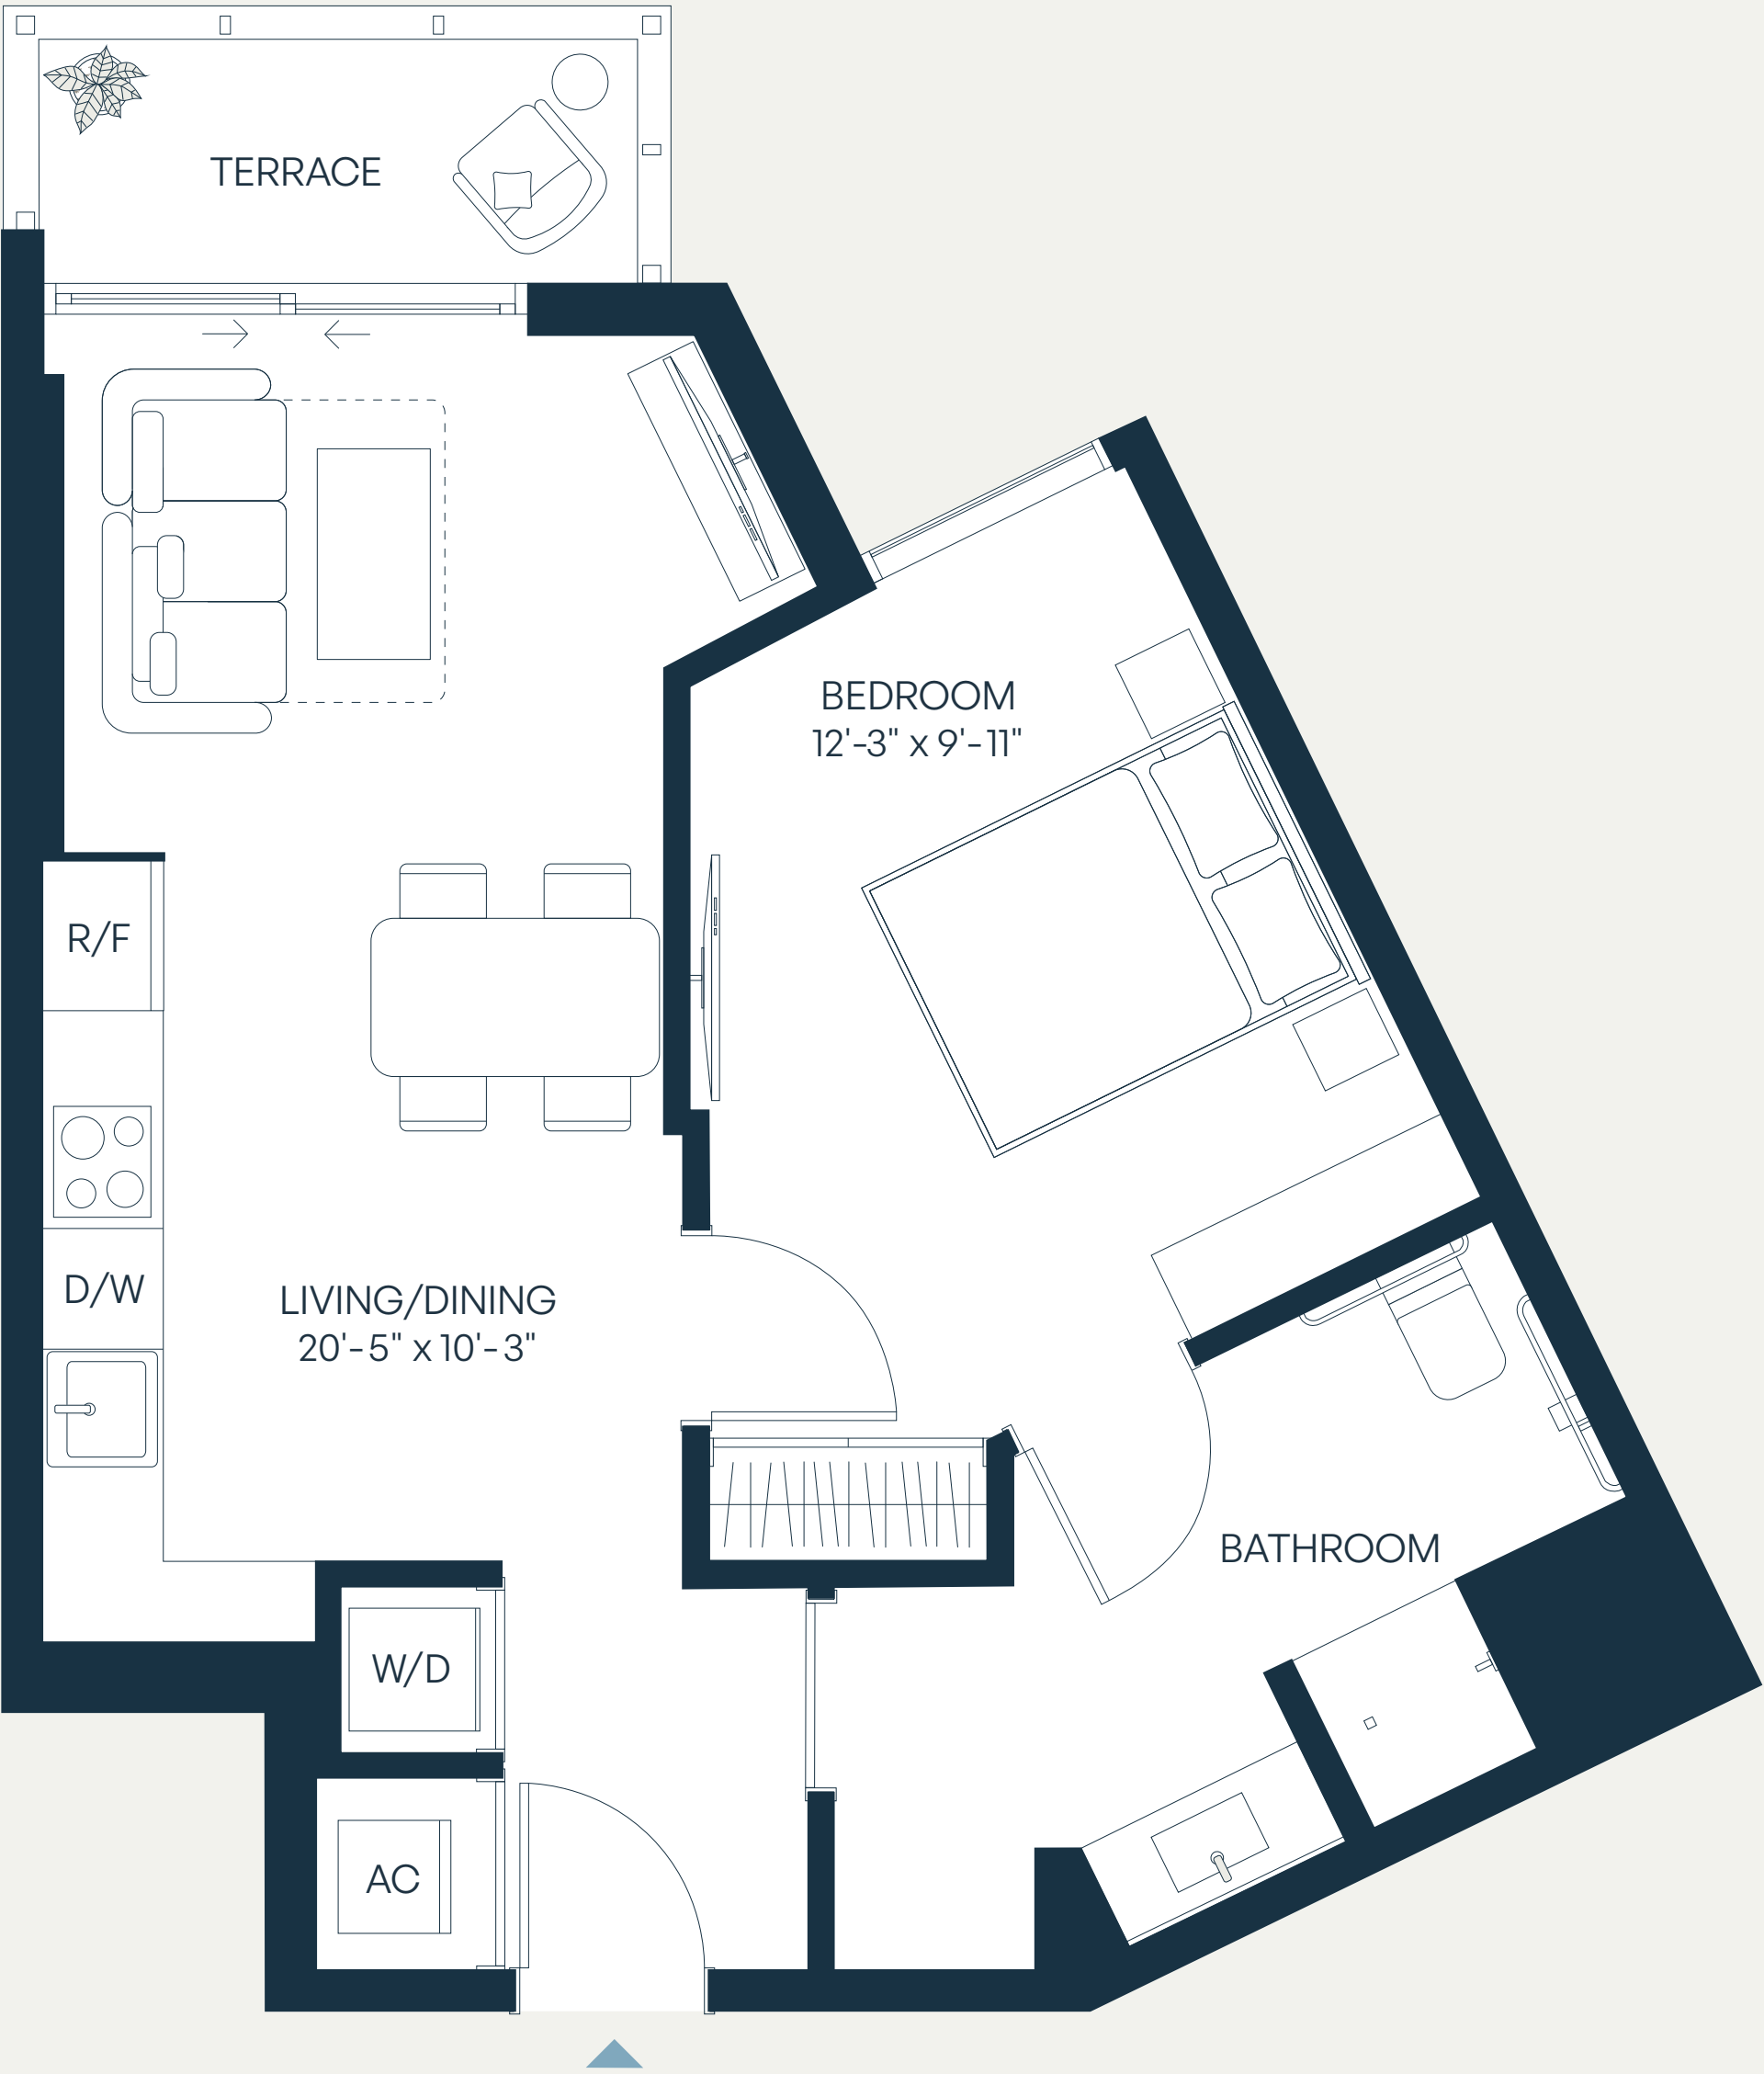 TERRACE
BEDROOM
12'-3" x 9'-11"
R/F
D/W
LIVING/DINING
20'-5" x 10'-3"
BATHROOM
W/D
AC